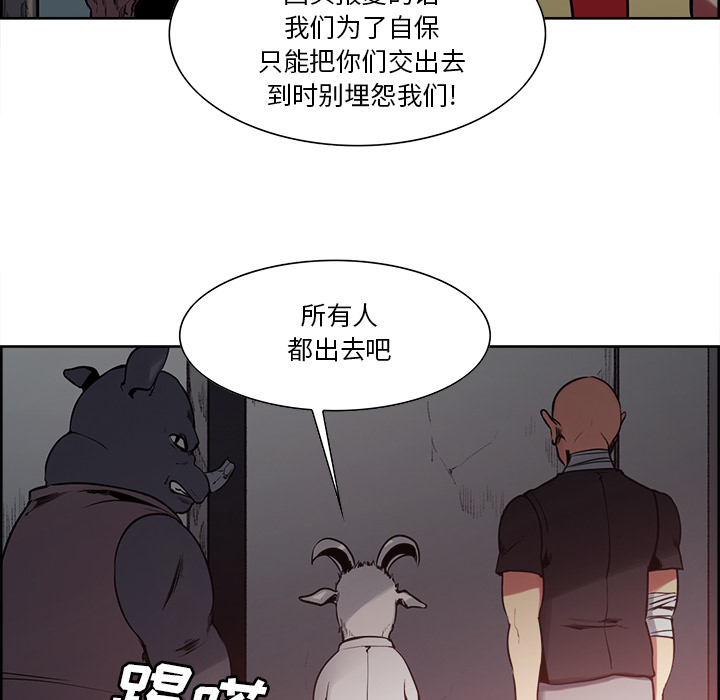 我们为了自保
只能把你们交出去
到时别埋怨我们!
所有人
都出去吧